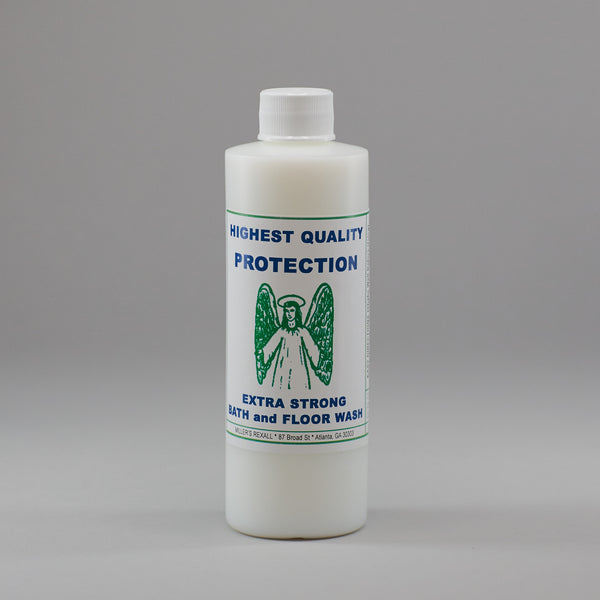 HIGHEST QUALITY
PROTECTION
EXTRA STRONG
BATH and FLOOR WASH
MILLER'S REXALL * 87 Broad St * Atlanta, GA 30303